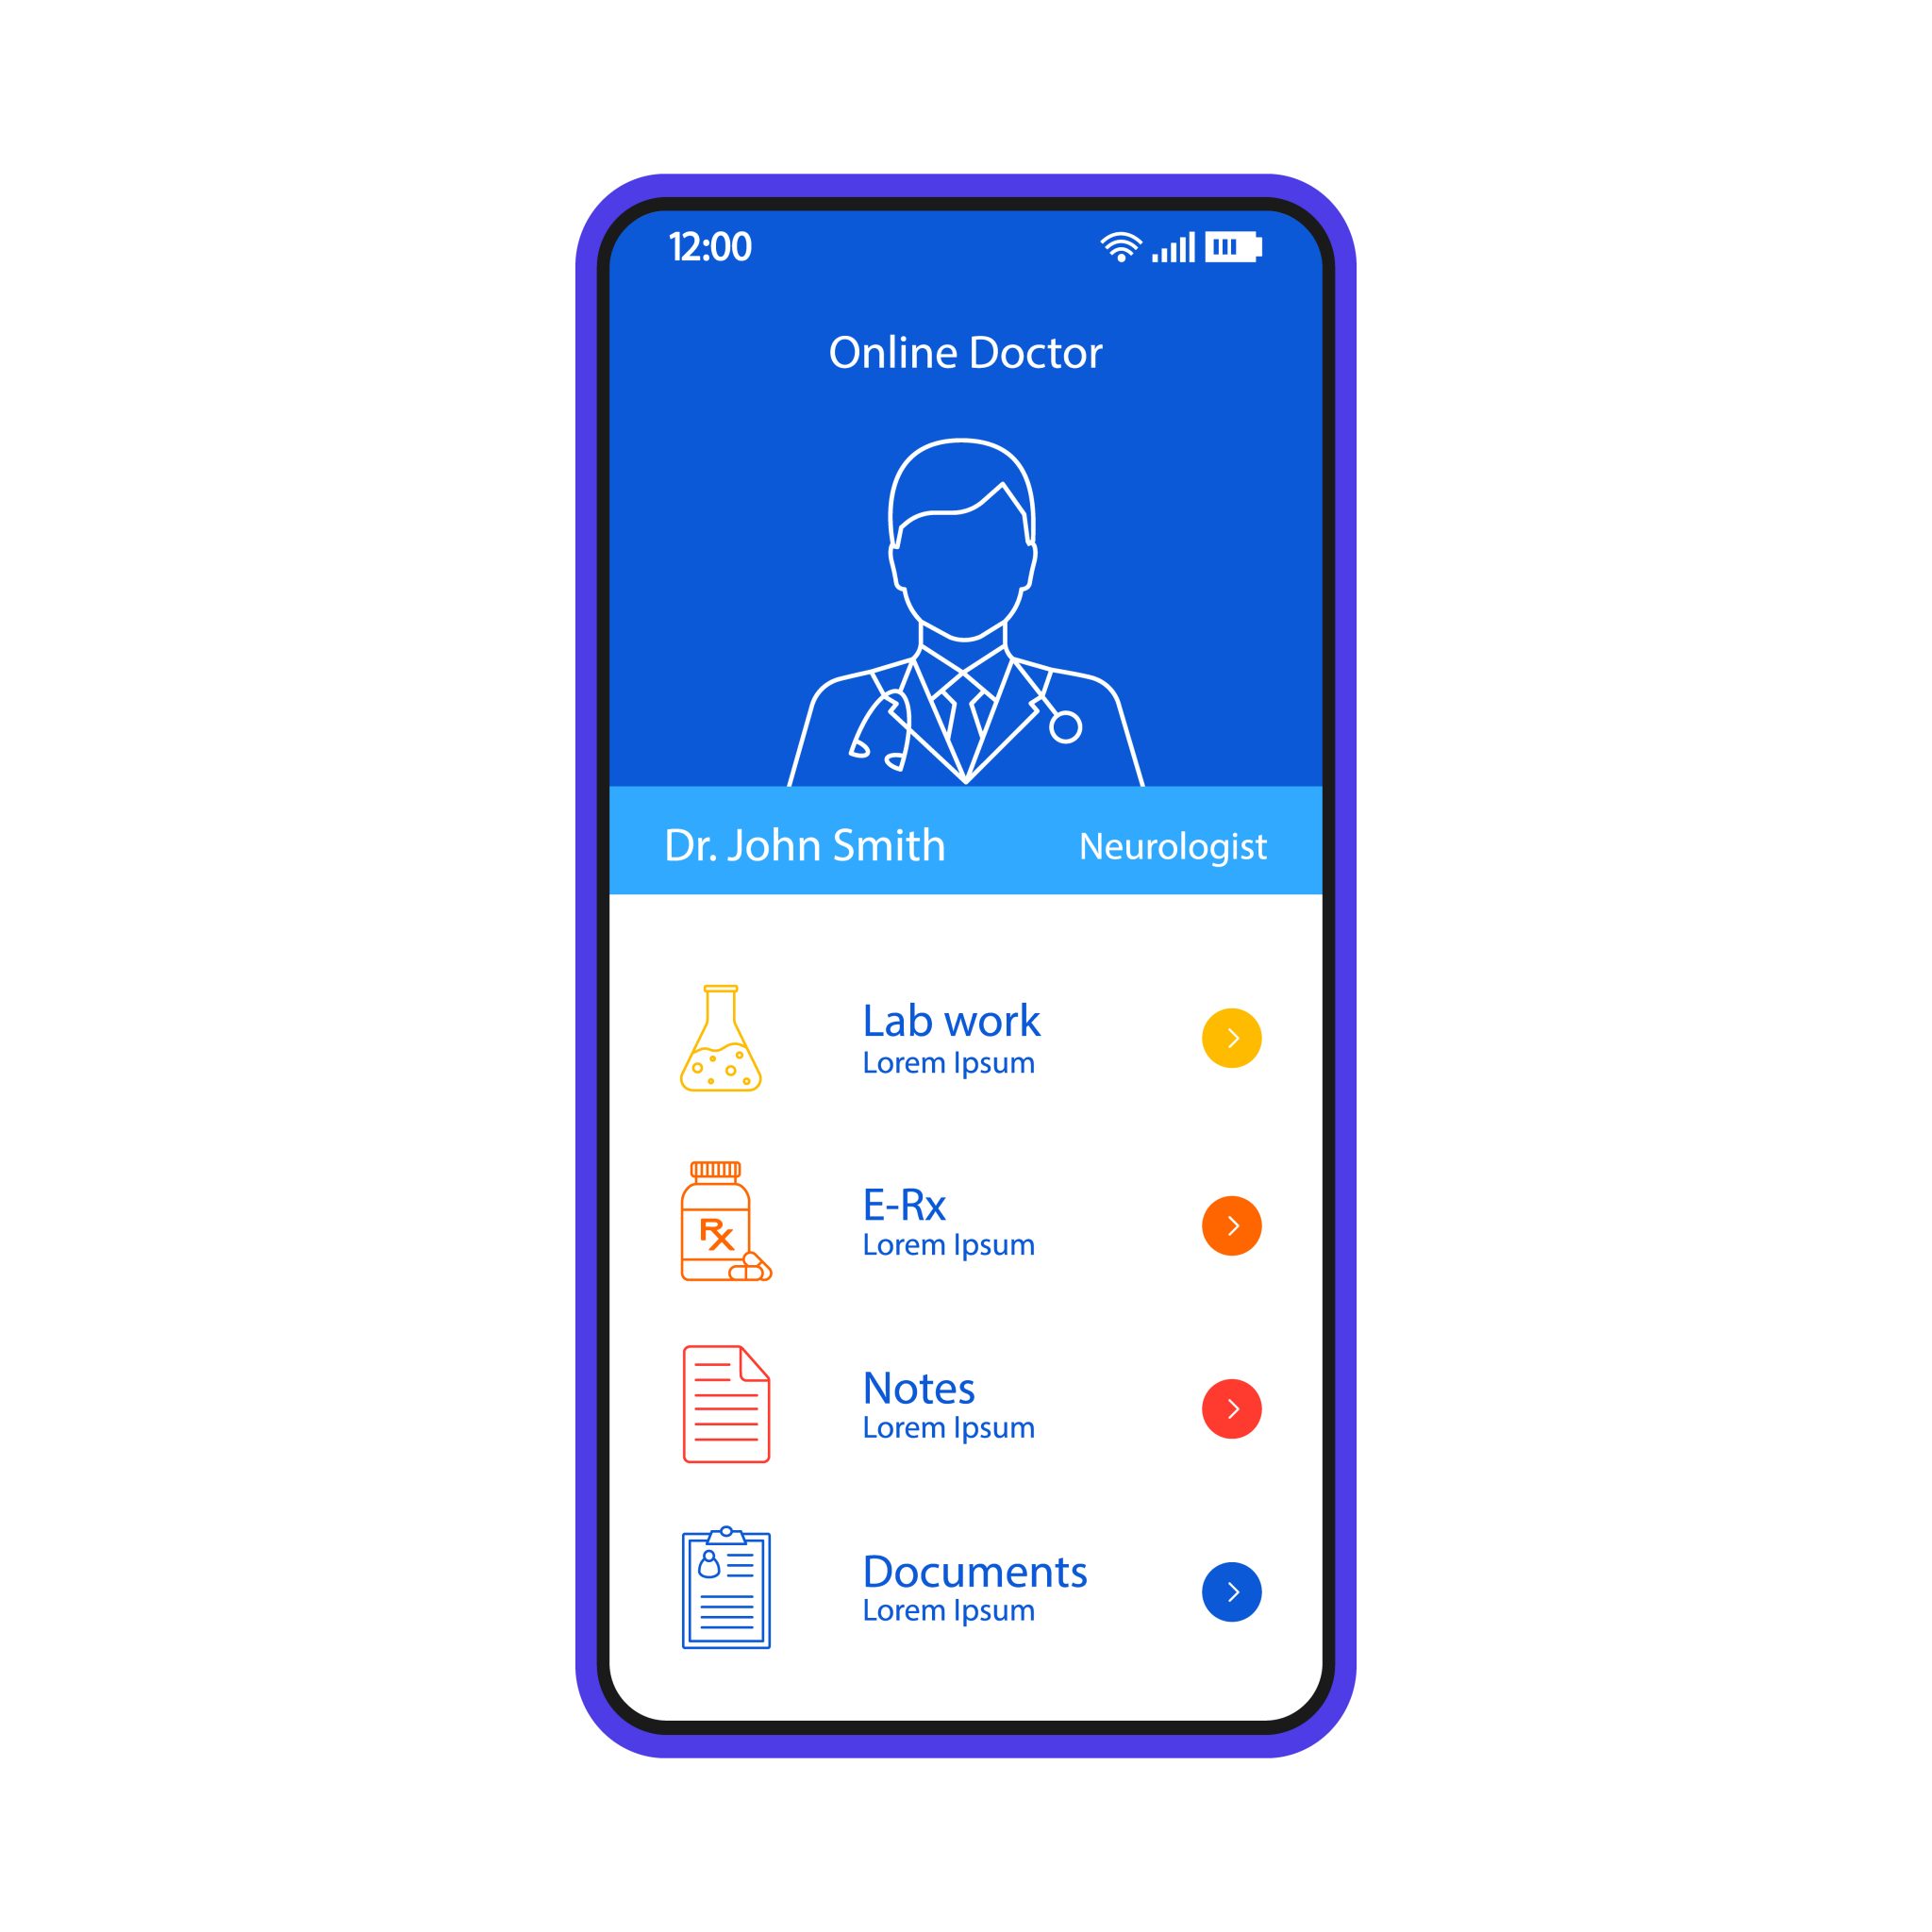 12:00
Online Doctor
Dr. John Smith
Neurologist
Lab work
Lorem Ipsum
Rx
E-Rx
Lorem Ipsum
Notes
Lorem Ipsum
Documents
Lorem Ipsum